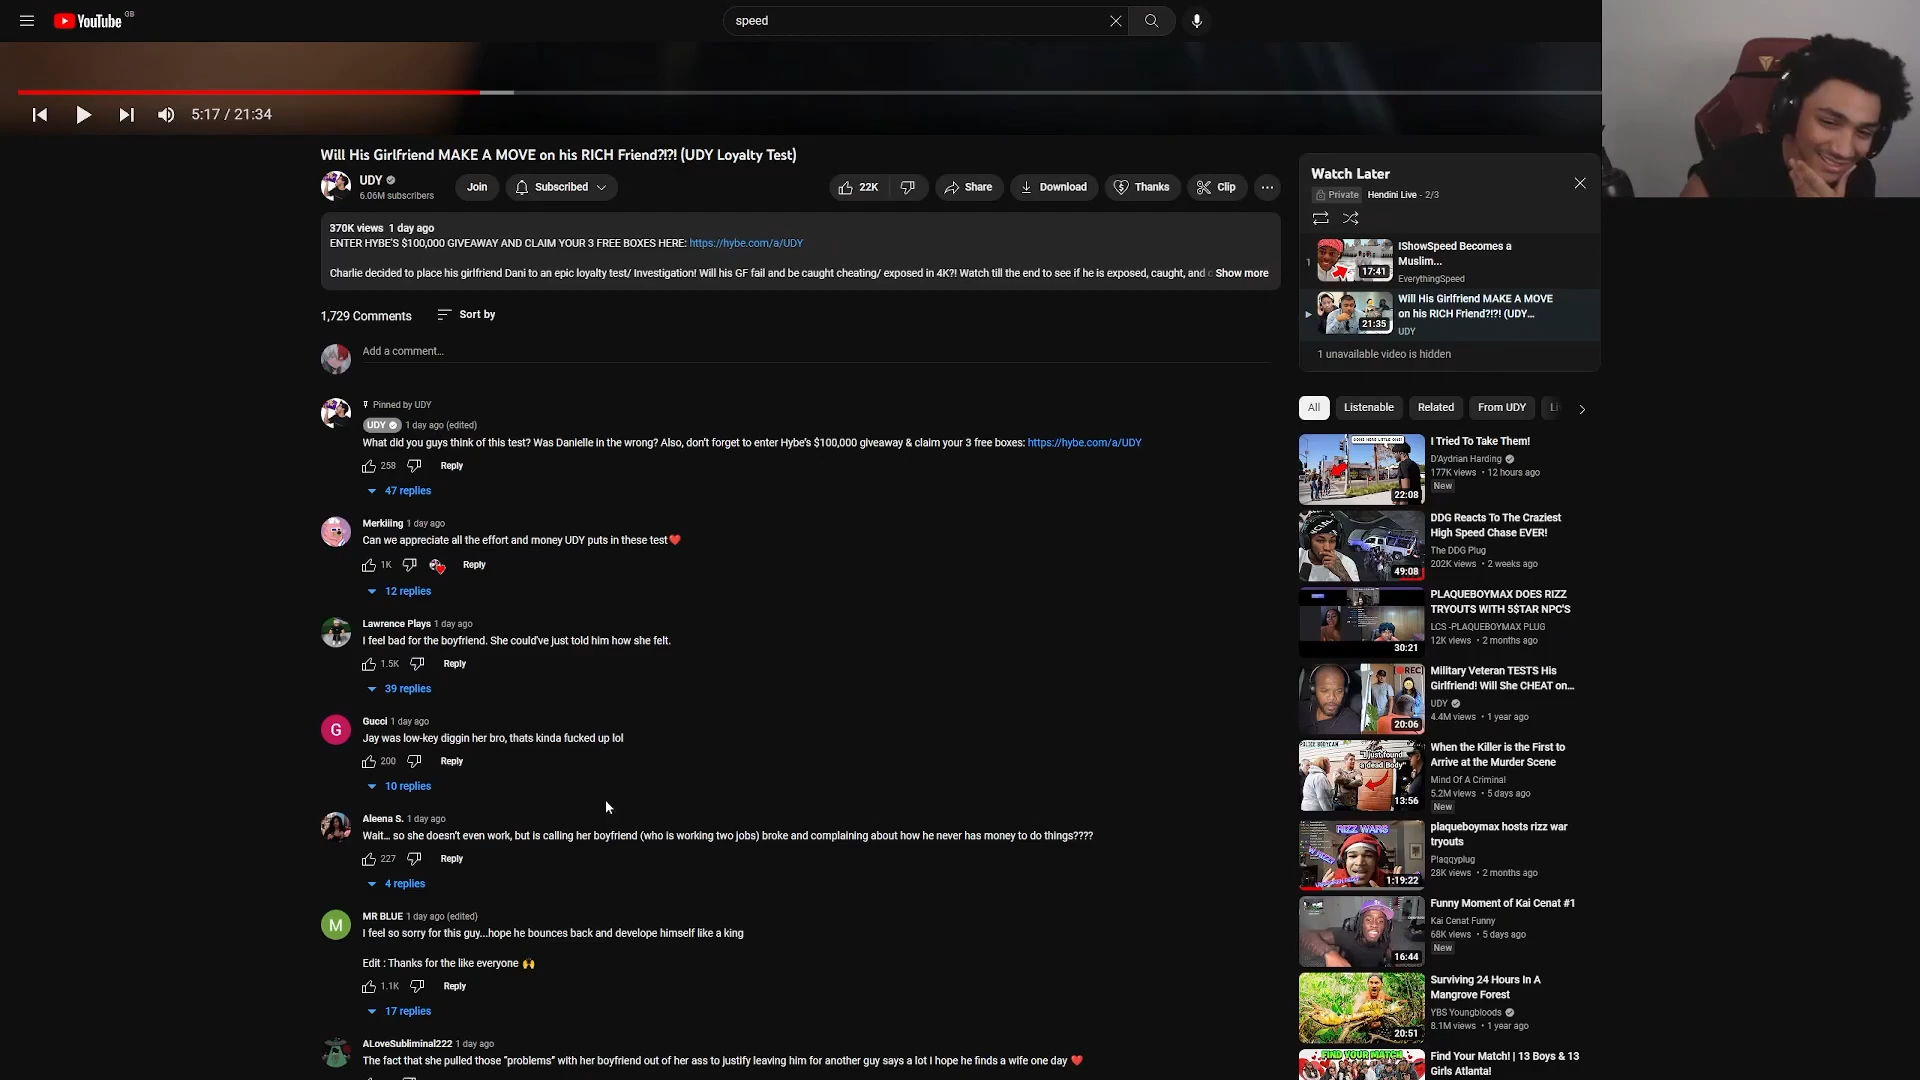 YouTube GB
speed
5:17 / 21:34
Will His Girlfriend MAKE A MOVE on his RICH Friend?!?! (UDY Loyalty Test)
UDY
6.06M subscribers
Join
Subscribed
22K
Share
Download
Thanks
Clip
370K views 1 day ago
ENTER HYBE'S $100,000 GIVEAWAY AND CLAIM YOUR 3 FREE BOXES HERE: https://hybe.com/a/UDY
Charlie decided to place his girlfriend Dani to an epic loyalty test/ Investigation! Will his GF fail and be caught cheating/ exposed in 4K?! Watch till the end to see if he is exposed, caught, and c Show more
1,729 Comments
Sort by
Add a comment...
Pinned by UDY
UDY 1 day ago (edited)
What did you guys think of this test? Was Danielle in the wrong? Also, don't forget to enter Hybe's $100,000 giveaway & claim your 3 free boxes: https://hybe.com/a/UDY
258 Reply
47 replies
Merkiiing 1 day ago
Can we appreciate all the effort and money UDY puts in these test❤️
1K Reply
12 replies
Lawrence Plays 1 day ago
I feel bad for the boyfriend. She could've just told him how she felt.
1.5K Reply
39 replies
G
Gucci 1 day ago
Jay was low-key diggin her bro, thats kinda fucked up lol
200 Reply
10 replies
Aleena S. 1 day ago
Wait... so she doesn't even work, but is calling her boyfriend (who is working two jobs) broke and complaining about how he never has money to do things????
227 Reply
4 replies
M
MR BLUE 1 day ago (edited)
I feel so sorry for this guy...hope he bounces back and develope himself like a king
Edit : Thanks for the like everyone 🙌
1.1K Reply
17 replies
ALoveSubliminal222 1 day ago
The fact that she pulled those "problems" with her boyfriend out of her ass to justify leaving him for another guy says a lot I hope he finds a wife one day ❤️
Watch Later
Private Hendini Live - 2/3
1
17:41
IShowSpeed Becomes a
Muslim...
EverythingSpeed
21:35
Will His Girlfriend MAKE A MOVE
on his RICH Friend?!?! (UDY...
UDY
1 unavailable video is hidden
All
Listenable
Related
From UDY
22:08
I Tried To Take Them!
D'Aydrian Harding
177K views • 12 hours ago
New
49:08
DDG Reacts To The Craziest
High Speed Chase EVER!
The DDG Plug
202K views • 2 weeks ago
30:21
PLAQUEBOYMAX DOES RIZZ
TRYOUTS WITH 5$TAR NPC'S
LCS -PLAQUEBOYMAX PLUG
12K views • 2 months ago
REC
20:06
Military Veteran TESTS His
Girlfriend! Will She CHEAT on...
UDY
4.4M views • 1 year ago
POLICE BODYCAM
"I just found
a dead Body"
13:56
When the Killer is the First to
Arrive at the Murder Scene
Mind Of A Criminal
5.2M views • 5 days ago
New
RIZZ WARS
1:19:22
plaqueboymax hosts rizz war
tryouts
Plaqqyplug
28K views • 2 months ago
16:44
Funny Moment of Kai Cenat #1
Kai Cenat Funny
68K views • 5 days ago
New
20:51
Surviving 24 Hours In A
Mangrove Forest
YBS Youngbloods
8.1M views • 1 year ago
FIND YOUR MATCH!
Find Your Match! | 13 Boys & 13
Girls Atlanta!